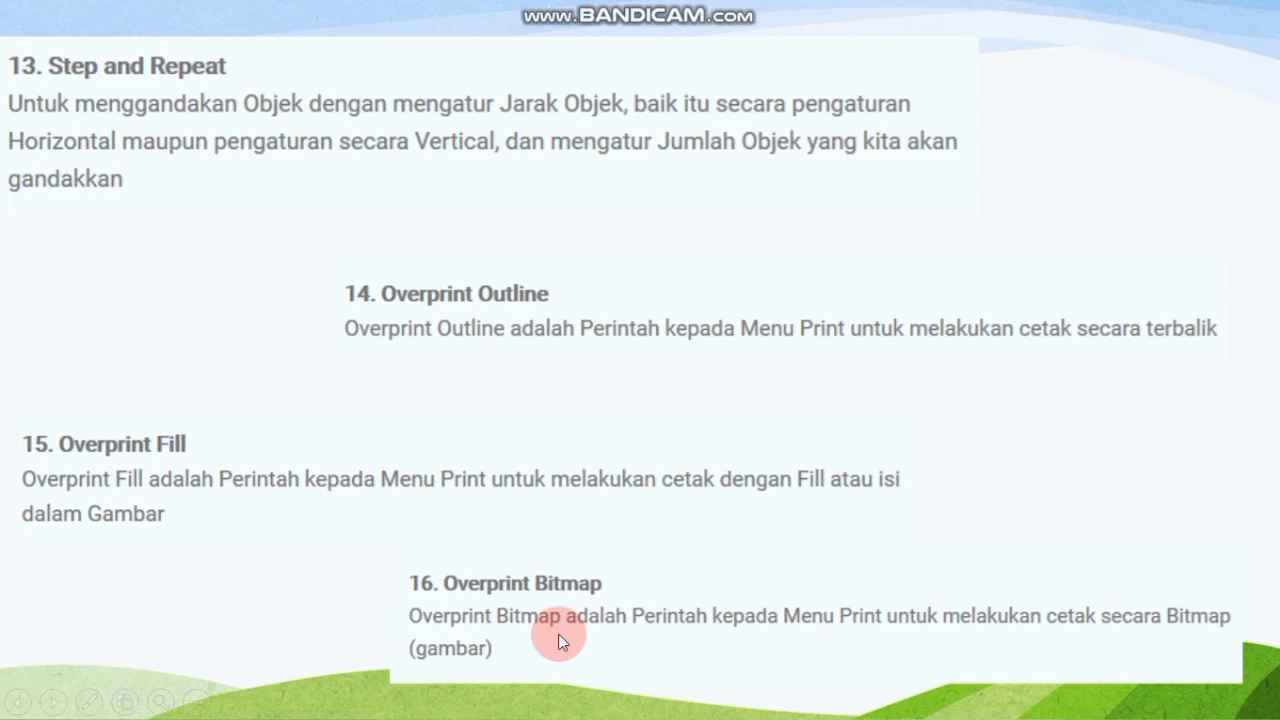 www.BANDICAM.com
13. Step and Repeat
Untuk menggandakan Objek dengan mengatur Jarak Objek, baik itu secara pengaturan
Horizontal maupun pengaturan secara Vertical, dan mengatur Jumlah Objek yang kita akan
gandakkan
14. Overprint Outline
Overprint Outline adalah Perintah kepada Menu Print untuk melakukan cetak secara terbalik
15. Overprint Fill
Overprint Fill adalah Perintah kepada Menu Print untuk melakukan cetak dengan Fill atau isi
dalam Gambar
16. Overprint Bitmap
Overprint Bitmap adalah Perintah kepada Menu Print untuk melakukan cetak secara Bitmap
(gambar)